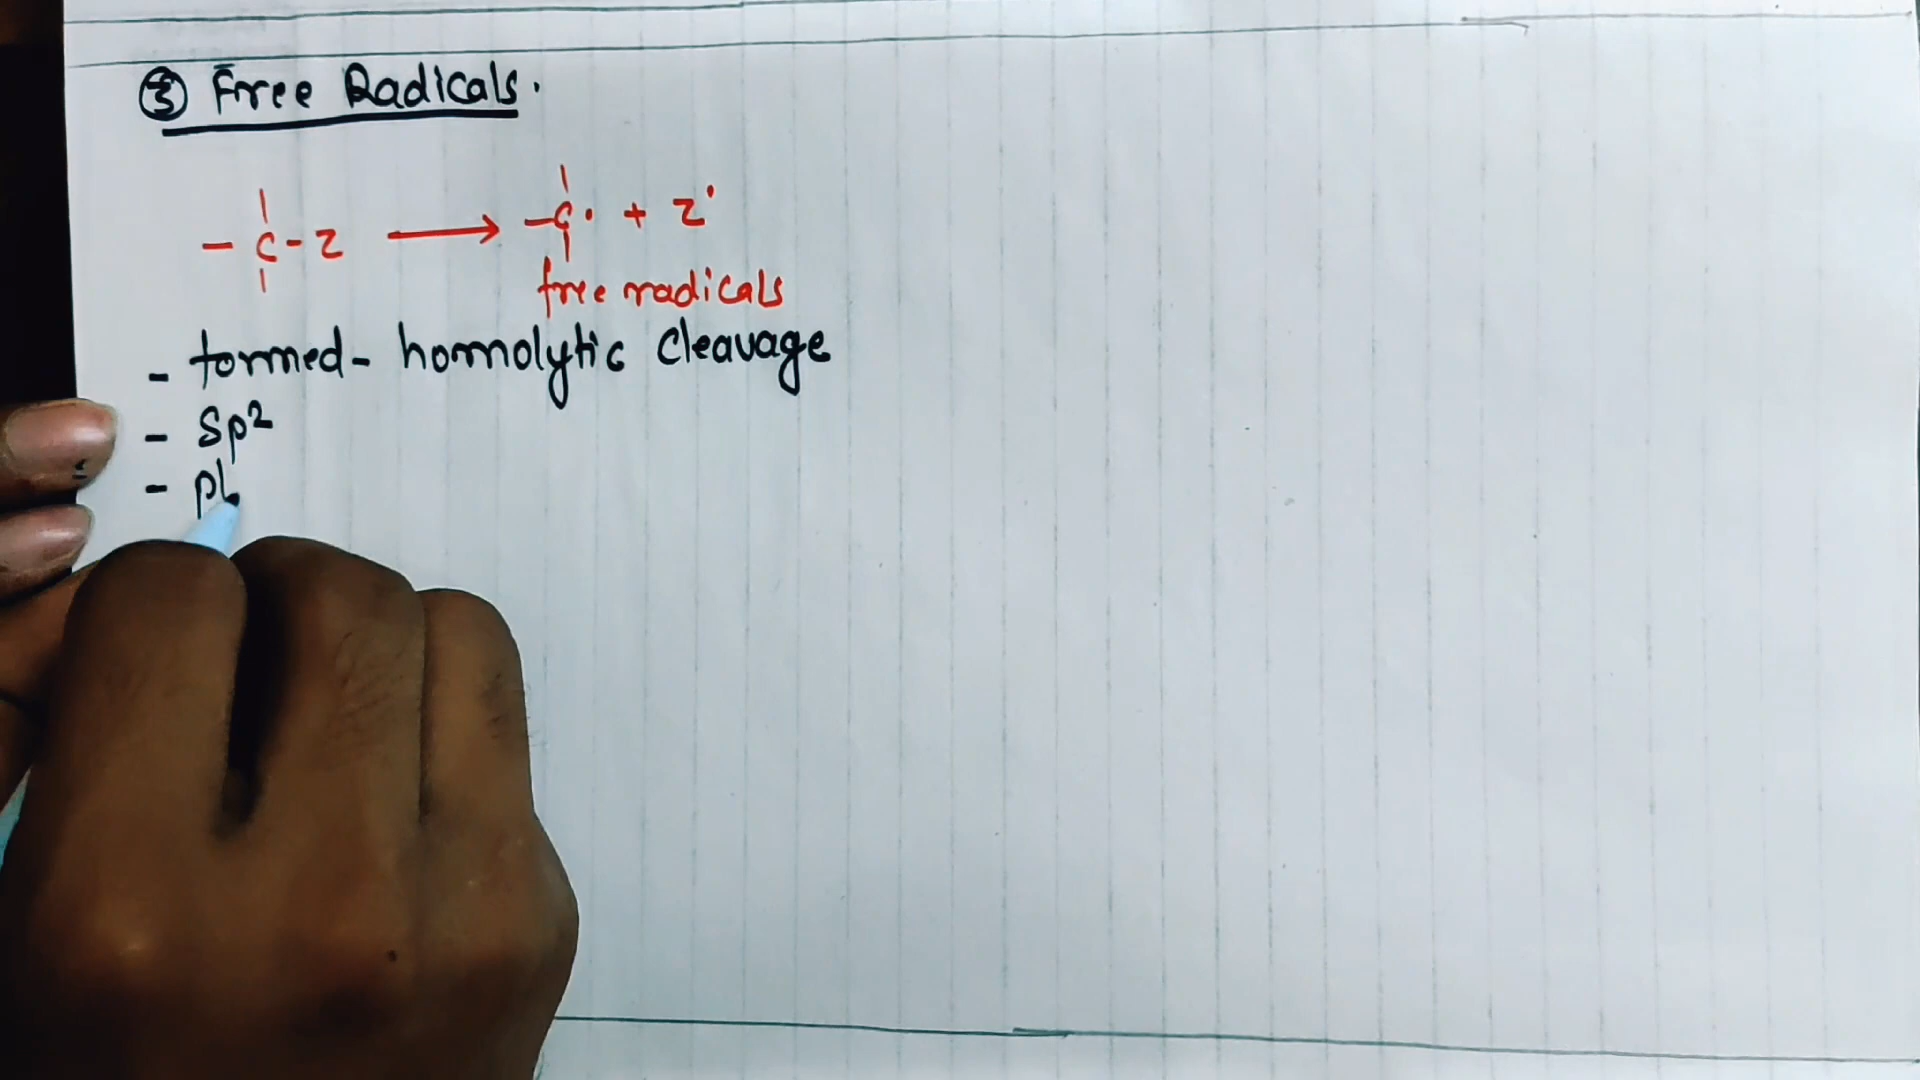 ③ Free Radicals.
| |
- C - Z → - C· + Z·
| |
free radicals
- formed - homolytic cleavage
- Sp²
- pl